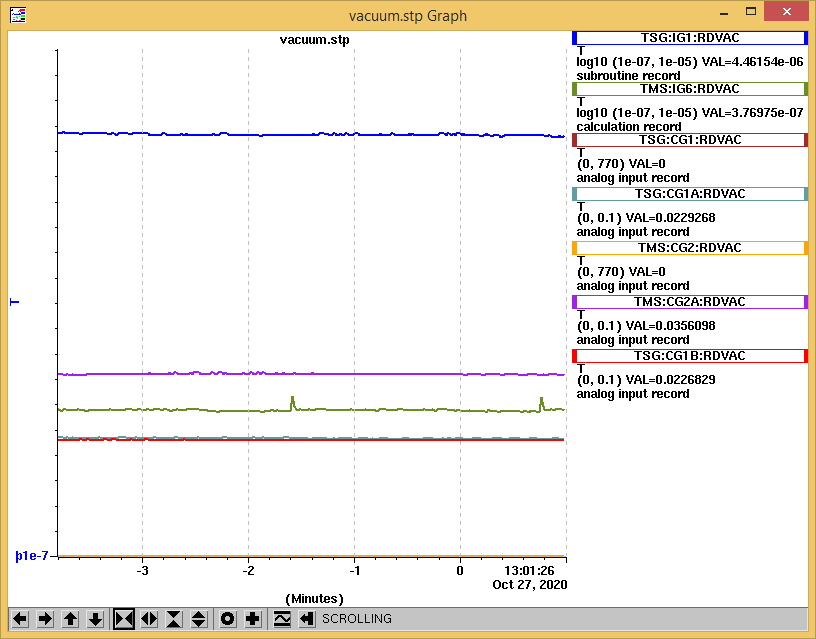 vacuum.stp Graph
vacuum.stp
T
1e-7
-3
-2
-1
0
13:01:26
Oct 27, 2020
(Minutes)
TSG:IG1:RDVAC
T
log10 (1e-07, 1e-05) VAL=4.46154e-06
subroutine record
TMS:IG6:RDVAC
T
log10 (1e-07, 1e-05) VAL=3.76975e-07
calculation record
TSG:CG1:RDVAC
T
(0, 770) VAL=0
analog input record
TSG:CG1A:RDVAC
T
(0, 0.1) VAL=0.0229268
analog input record
TMS:CG2:RDVAC
T
(0, 770) VAL=0
analog input record
TMS:CG2A:RDVAC
T
(0, 0.1) VAL=0.0356098
analog input record
TSG:CG1B:RDVAC
T
(0, 0.1) VAL=0.0226829
analog input record
SCROLLING